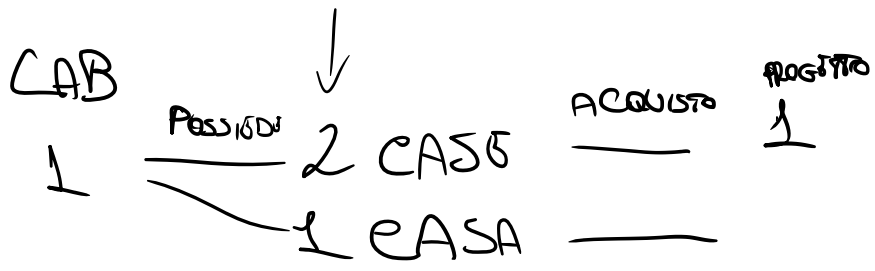 CAB
PROGETTO
POSSIEDE
ACQUISTO
1
2 CASE
1
1 CASA